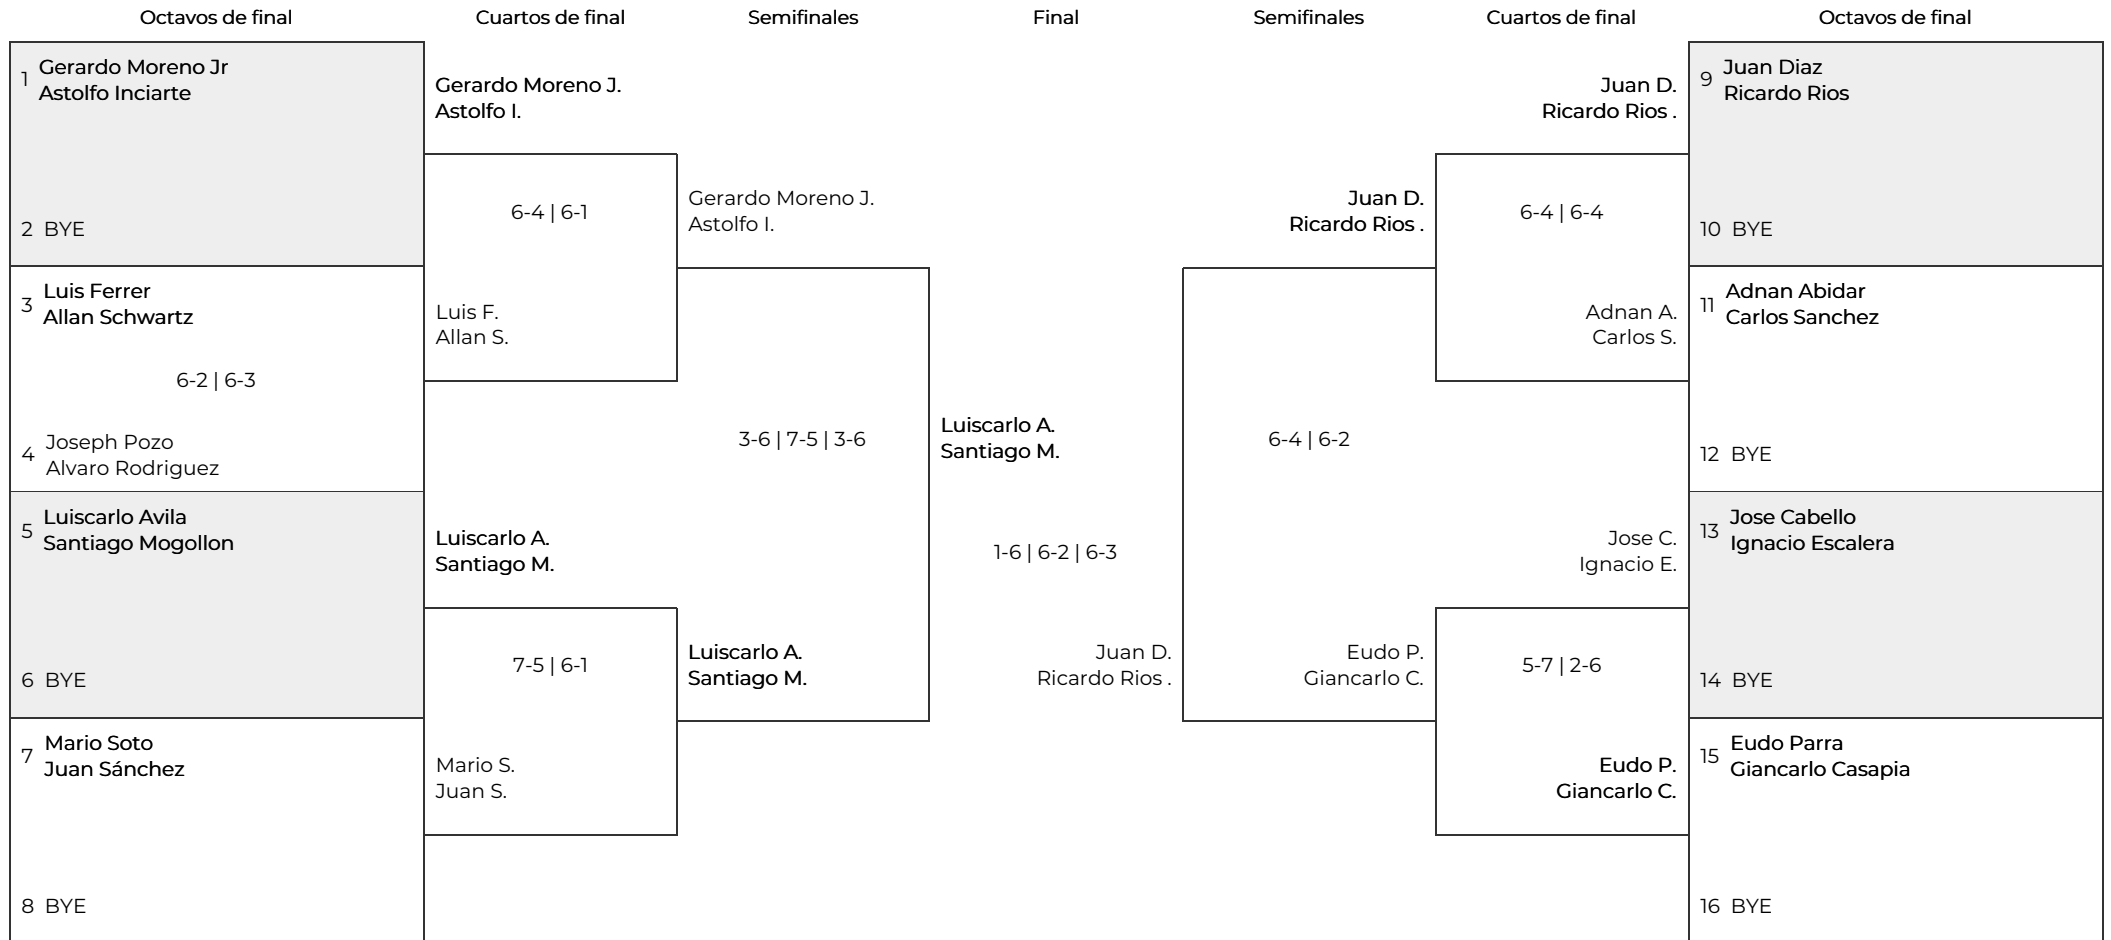 Octavos de final
Cuartos de final
Semifinales
Final
Semifinales
Cuartos de final
Octavos de final
1
Gerardo Moreno Jr
Astolfo Inciarte
2 BYE
3
Luis Ferrer
Allan Schwartz
6-2 | 6-3
4
Joseph Pozo
Alvaro Rodriguez
5
Luiscarlo Avila
Santiago Mogollon
6 BYE
7
Mario Soto
Juan Sánchez
8 BYE
Gerardo Moreno J.
Astolfo I.
6-4 | 6-1
Luis F.
Allan S.
Luiscarlo A.
Santiago M.
7-5 | 6-1
Mario S.
Juan S.
Gerardo Moreno J.
Astolfo I.
3-6 | 7-5 | 3-6
Luiscarlo A.
Santiago M.
Luiscarlo A.
Santiago M.
1-6 | 6-2 | 6-3
Juan D.
Ricardo Rios .
Juan D.
Ricardo Rios .
6-4 | 6-2
Eudo P.
Giancarlo C.
Juan D.
Ricardo Rios .
6-4 | 6-4
Adnan A.
Carlos S.
Jose C.
Ignacio E.
5-7 | 2-6
Eudo P.
Giancarlo C.
9
Juan Diaz
Ricardo Rios
10 BYE
11
Adnan Abidar
Carlos Sanchez
12 BYE
13
Jose Cabello
Ignacio Escalera
14 BYE
15
Eudo Parra
Giancarlo Casapia
16 BYE